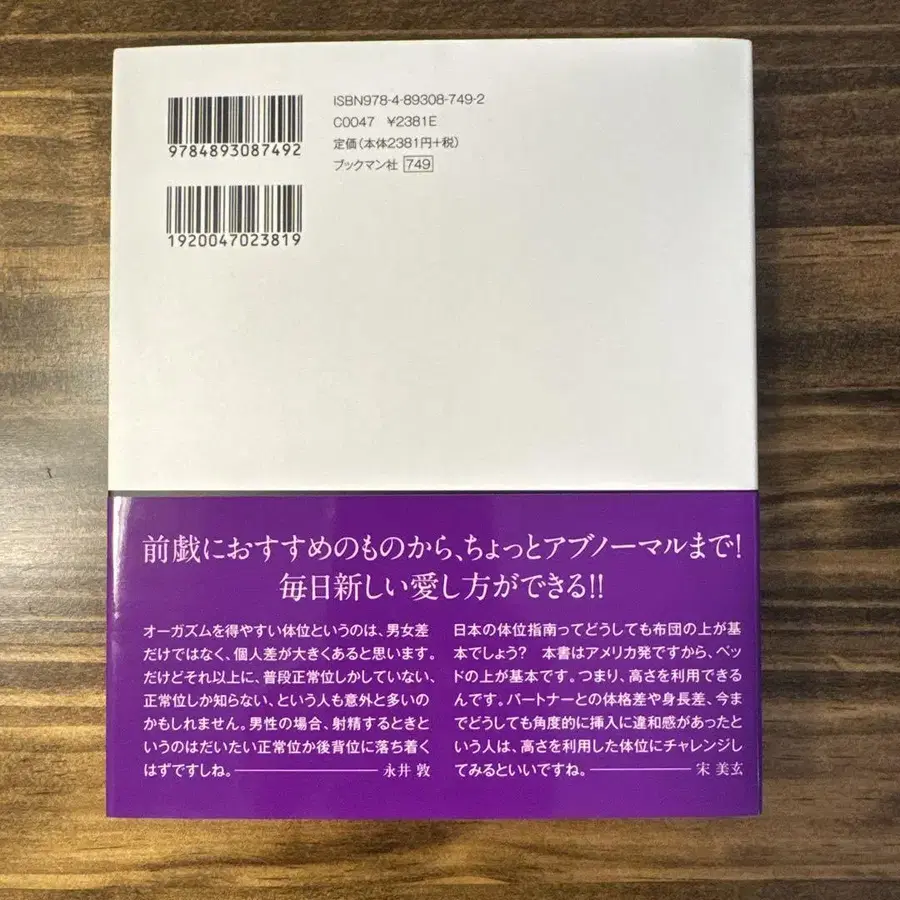 ISBN978-4-89308-749-2
C0047 ¥2381E
定価(本体2381円+税)
ブックマン社 749
9784893087492
1920047023819
前戯におすすめのものから、ちょっとアブノーマルまで!
毎日新しい愛し方ができる!!
オーガズムを得やすい体位というのは、男女差
だけではなく、個人差が大きくあると思います。
だけどそれ以上に、普段正常位しかしていない、
正常位しか知らない、という人も意外と多いの
かもしれません。男性の場合、射精するときと
いうのはだいたい正常位か後背位に落ち着く
はずですしね。――永井 敦
日本の体位指南ってどうしても布団の上が基
本でしょう? 本書はアメリカ発ですから、ベッ
ドの上が基本です。つまり、高さを利用できる
んです。パートナーとの体格差や身長差、今ま
でどうしても角度的に挿入に違和感があったと
いう人は、高さを利用した体位にチャレンジし
てみるといいですね。――宋 美玄